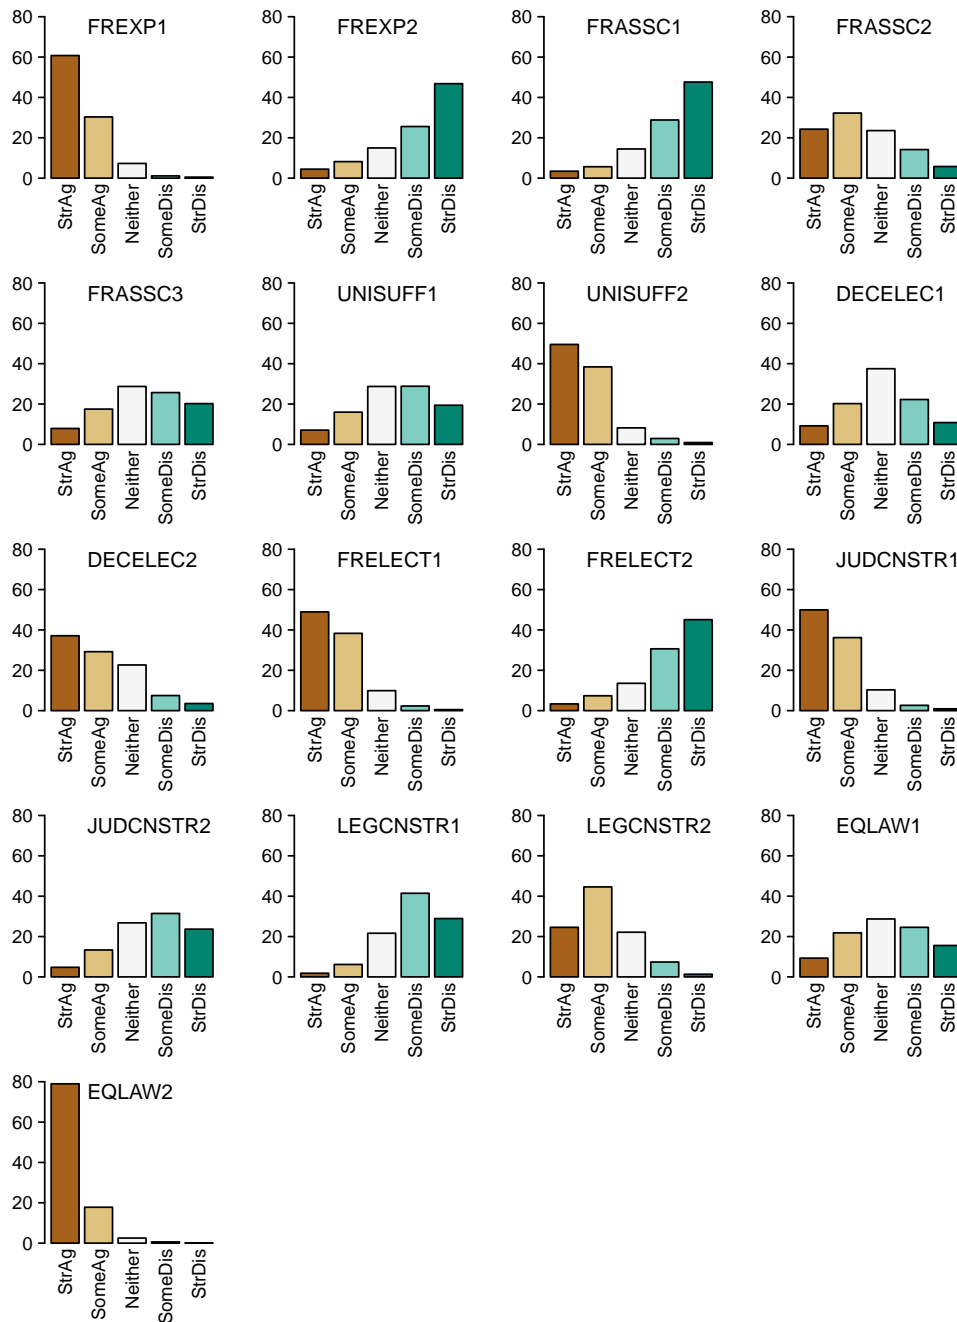 FREXP1
80
60
40
20
0
StrAg
SomeAg
Neither
SomeDis
StrDis
FREXP2
80
60
40
20
0
StrAg
SomeAg
Neither
SomeDis
StrDis
FRASSC1
80
60
40
20
0
StrAg
SomeAg
Neither
SomeDis
StrDis
FRASSC2
80
60
40
20
0
StrAg
SomeAg
Neither
SomeDis
StrDis
FRASSC3
80
60
40
20
0
StrAg
SomeAg
Neither
SomeDis
StrDis
UNISUFF1
80
60
40
20
0
StrAg
SomeAg
Neither
SomeDis
StrDis
UNISUFF2
80
60
40
20
0
StrAg
SomeAg
Neither
SomeDis
StrDis
DECELEC1
80
60
40
20
0
StrAg
SomeAg
Neither
SomeDis
StrDis
DECELEC2
80
60
40
20
0
StrAg
SomeAg
Neither
SomeDis
StrDis
FRELECT1
80
60
40
20
0
StrAg
SomeAg
Neither
SomeDis
StrDis
FRELECT2
80
60
40
20
0
StrAg
SomeAg
Neither
SomeDis
StrDis
JUDCNSTR1
80
60
40
20
0
StrAg
SomeAg
Neither
SomeDis
StrDis
JUDCNSTR2
80
60
40
20
0
StrAg
SomeAg
Neither
SomeDis
StrDis
LEGCNSTR1
80
60
40
20
0
StrAg
SomeAg
Neither
SomeDis
StrDis
LEGCNSTR2
80
60
40
20
0
StrAg
SomeAg
Neither
SomeDis
StrDis
EQLAW1
80
60
40
20
0
StrAg
SomeAg
Neither
SomeDis
StrDis
EQLAW2
80
60
40
20
0
StrAg
SomeAg
Neither
SomeDis
StrDis